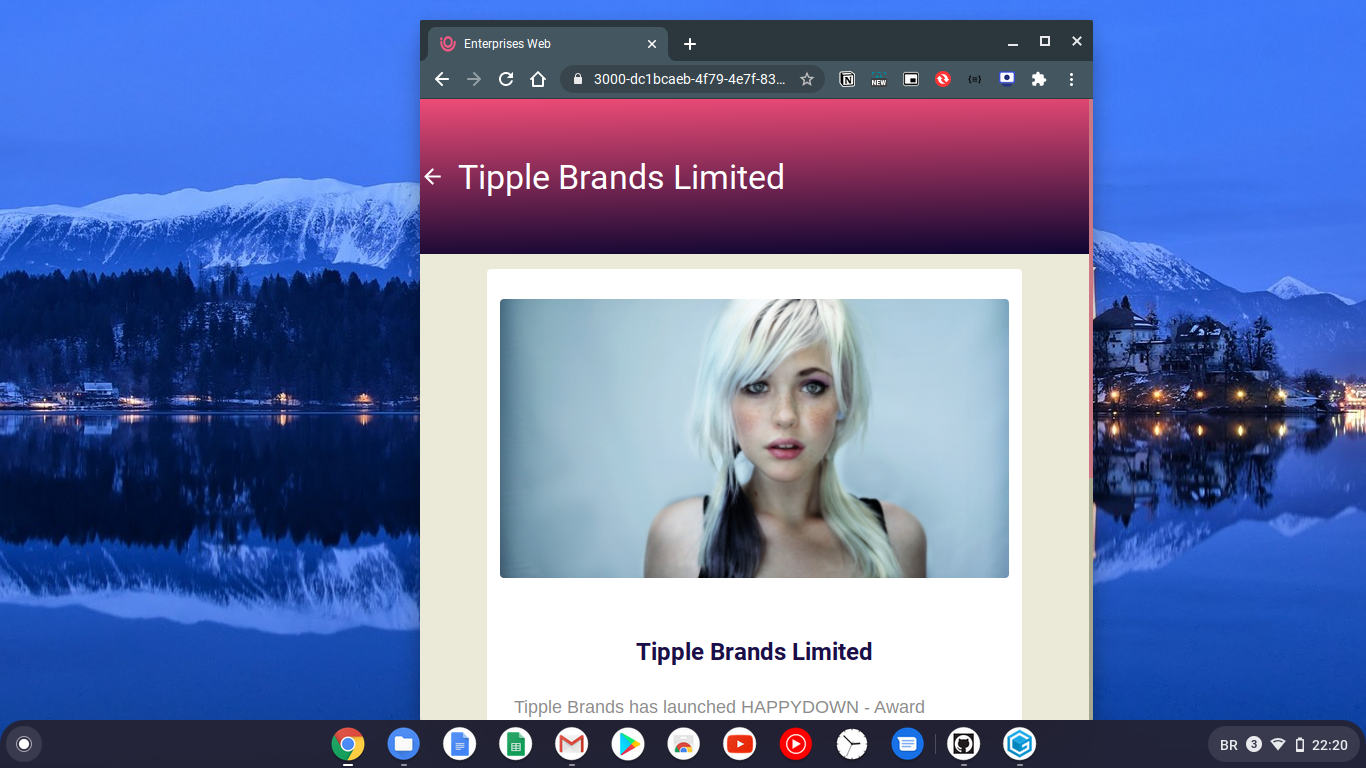 Enterprises Web
3000-dc1bcaeb-4f79-4e7f-83...
NEW
Tipple Brands Limited
Tipple Brands Limited
Tipple Brands has launched HAPPYDOWN - Award
BR 3 22:20